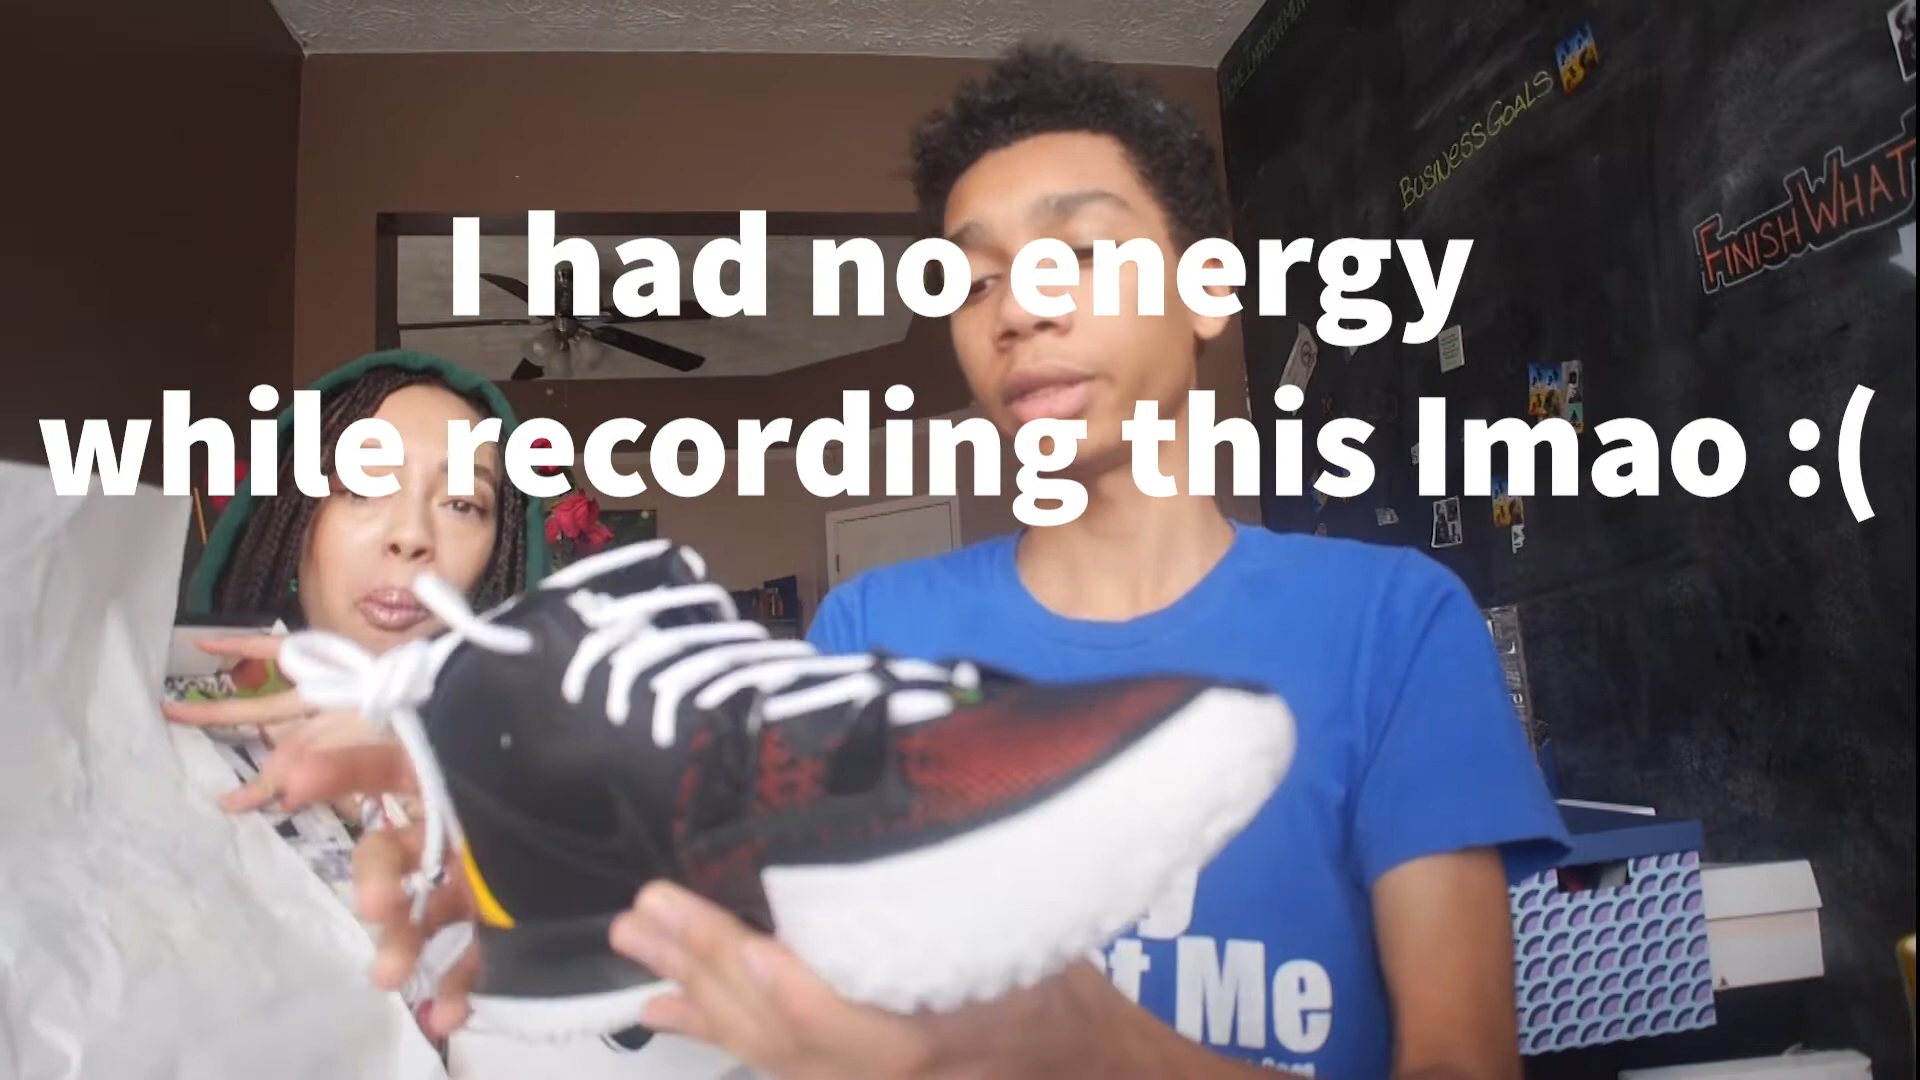 I had no energy
while recording this lmao :(
BUSINESS GOALS
FINISH WHAT
Me